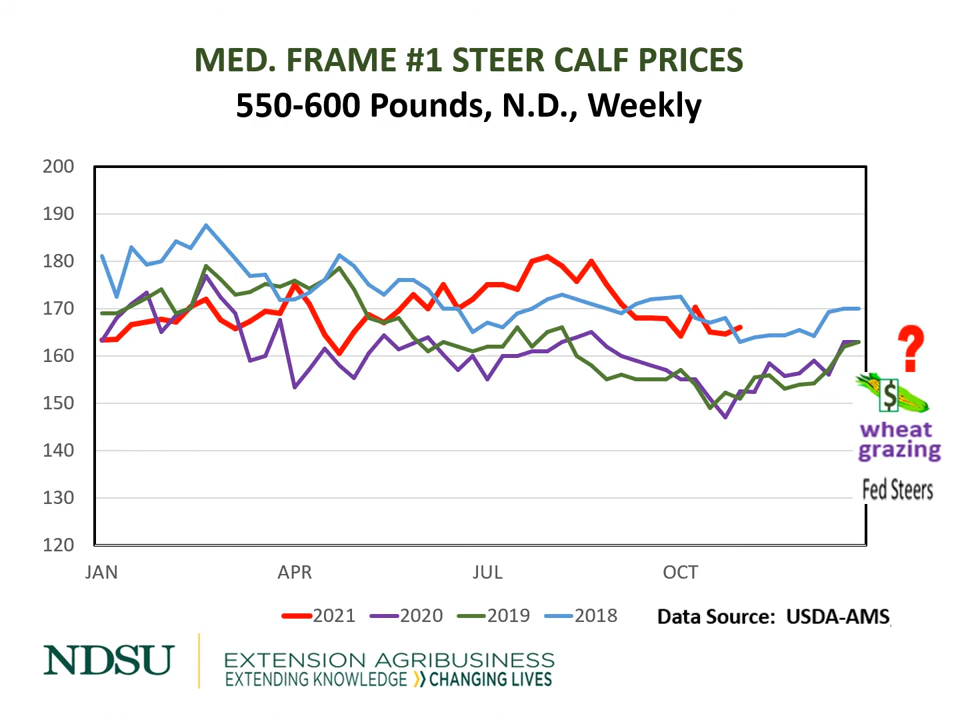 MED. FRAME #1 STEER CALF PRICES
550-600 Pounds, N.D., Weekly
200
190
180
170
160
150
140
130
120
JAN APR JUL OCT
?
$
wheat
grazing
Fed Steers
2021 2020 2019 2018 Data Source: USDA-AMS
NDSU
EXTENSION AGRIBUSINESS
EXTENDING KNOWLEDGE CHANGING LIVES